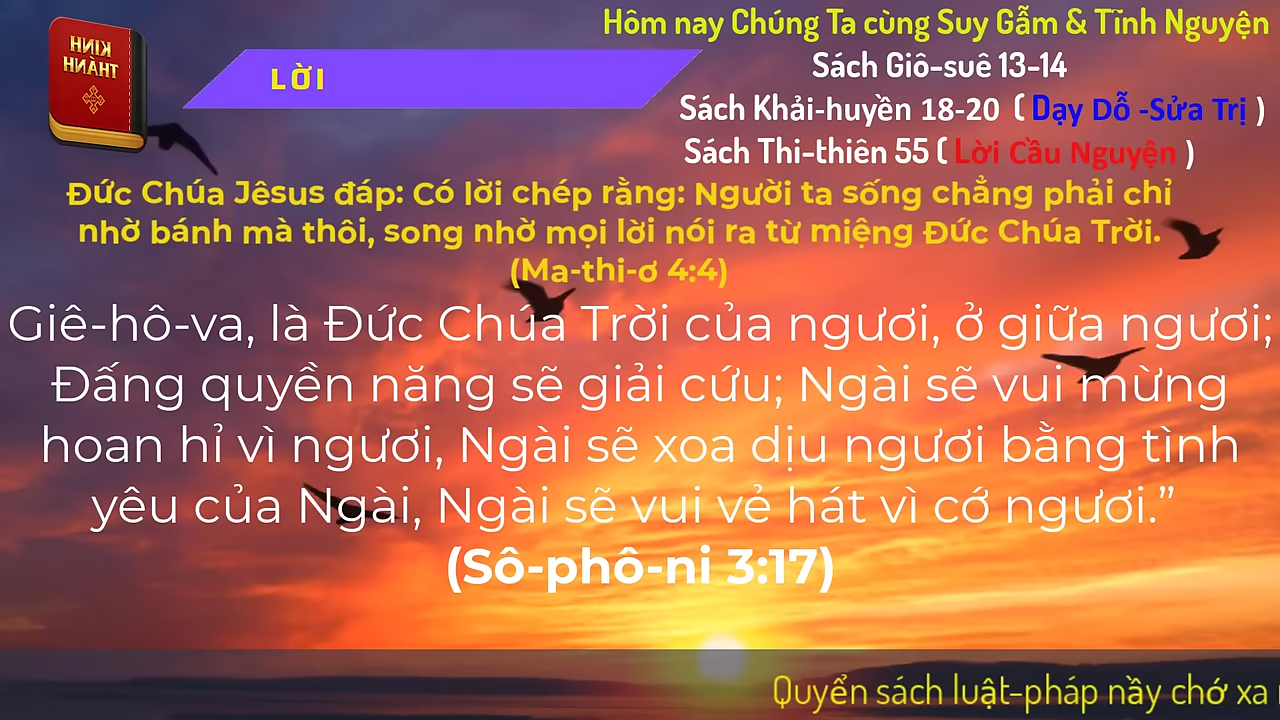 KINH
THÁNH
LỜI
Hôm nay Chúng Ta cùng Suy Gẫm & Tĩnh Nguyện
Sách Giô-suê 13-14
Sách Khải-huyền 18-20 ( Dạy Dỗ -Sửa Trị )
Sách Thi-thiên 55 ( Lời Cầu Nguyện )
Đức Chúa Jêsus đáp: Có lời chép rằng: Người ta sống chẳng phải chỉ
nhờ bánh mà thôi, song nhờ mọi lời nói ra từ miệng Đức Chúa Trời.
(Ma-thi-ơ 4:4)
Giê-hô-va, là Đức Chúa Trời của ngươi, ở giữa ngươi;
Đấng quyền năng sẽ giải cứu; Ngài sẽ vui mừng
hoan hỉ vì ngươi, Ngài sẽ xoa dịu ngươi bằng tình
yêu của Ngài, Ngài sẽ vui vẻ hát vì cớ ngươi.”
(Sô-phô-ni 3:17)
Quyển sách luật-pháp nầy chớ xa